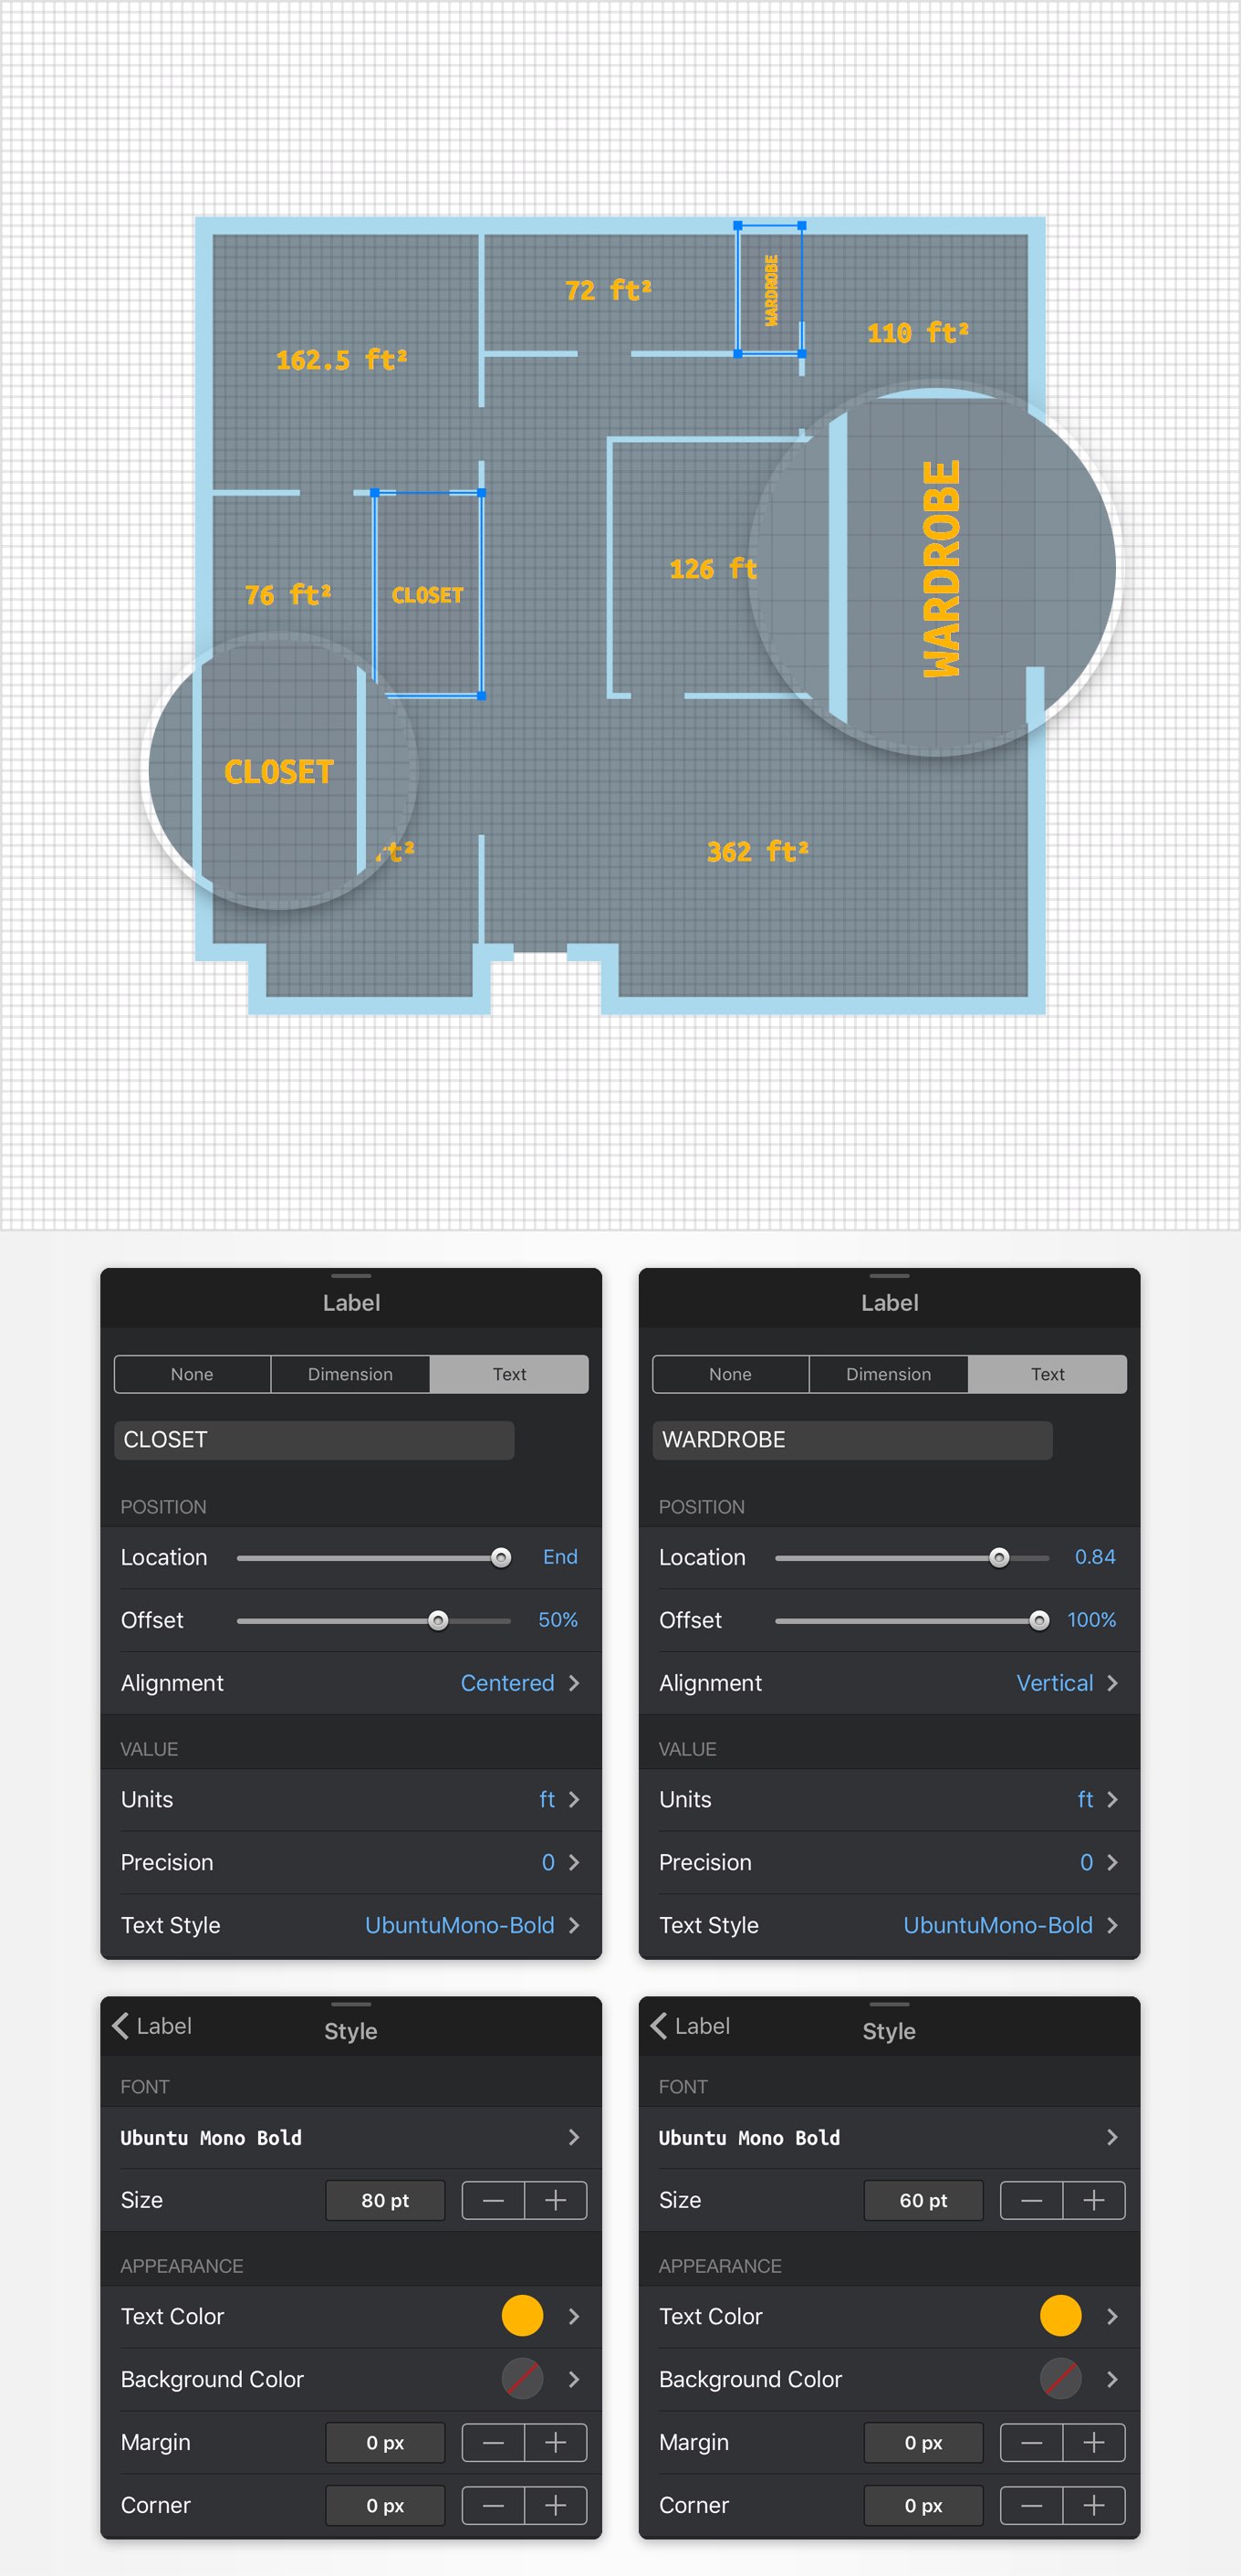 72 ft²
WARDROBE
110 ft²
162.5 ft²
WARDROBE
126 ft
76 ft²
CLOSET
CLOSET
ft²
362 ft²
Label
None
Dimension
Text
CLOSET
POSITION
Location
End
Offset
50%
Alignment
Centered
VALUE
Units
ft
Precision
0
Text Style
UbuntuMono-Bold
Label
None
Dimension
Text
WARDROBE
POSITION
Location
0.84
Offset
100%
Alignment
Vertical
VALUE
Units
ft
Precision
0
Text Style
UbuntuMono-Bold
Label
Style
FONT
Ubuntu Mono Bold
Size
80 pt
APPEARANCE
Text Color
Background Color
Margin
0 px
Corner
0 px
Label
Style
FONT
Ubuntu Mono Bold
Size
60 pt
APPEARANCE
Text Color
Background Color
Margin
0 px
Corner
0 px